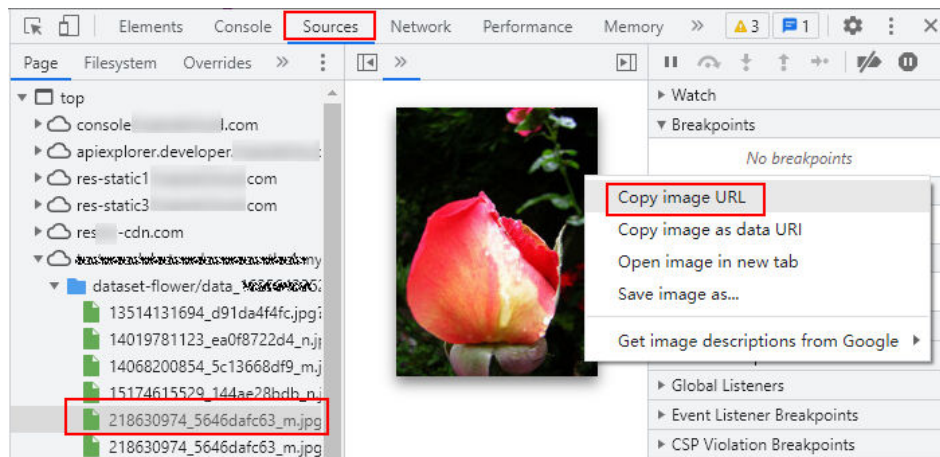 Elements Console Sources Network Performance Memory » 3 1
Page Filesystem Overrides » »
top
Watch
console l.com
Breakpoints
apiexplorer.developer.
No breakpoints
res-static1 com
Copy image URL
res-static3 com
Copy image as data URI
res -cdn.com
Open image in new tab
my
Save image as...
dataset-flower/data_
13514131694_d91da4f4fc.jpg?
14019781123_ea0f8722d4_n.j
Get image descriptions from Google
14068200854_5c13668df9_m.j
15174615529_144ae28bdb_n.j
Global Listeners
218630974_5646dafc63_m.jpg
Event Listener Breakpoints
218630974_5646dafc63_m.jpg
CSP Violation Breakpoints